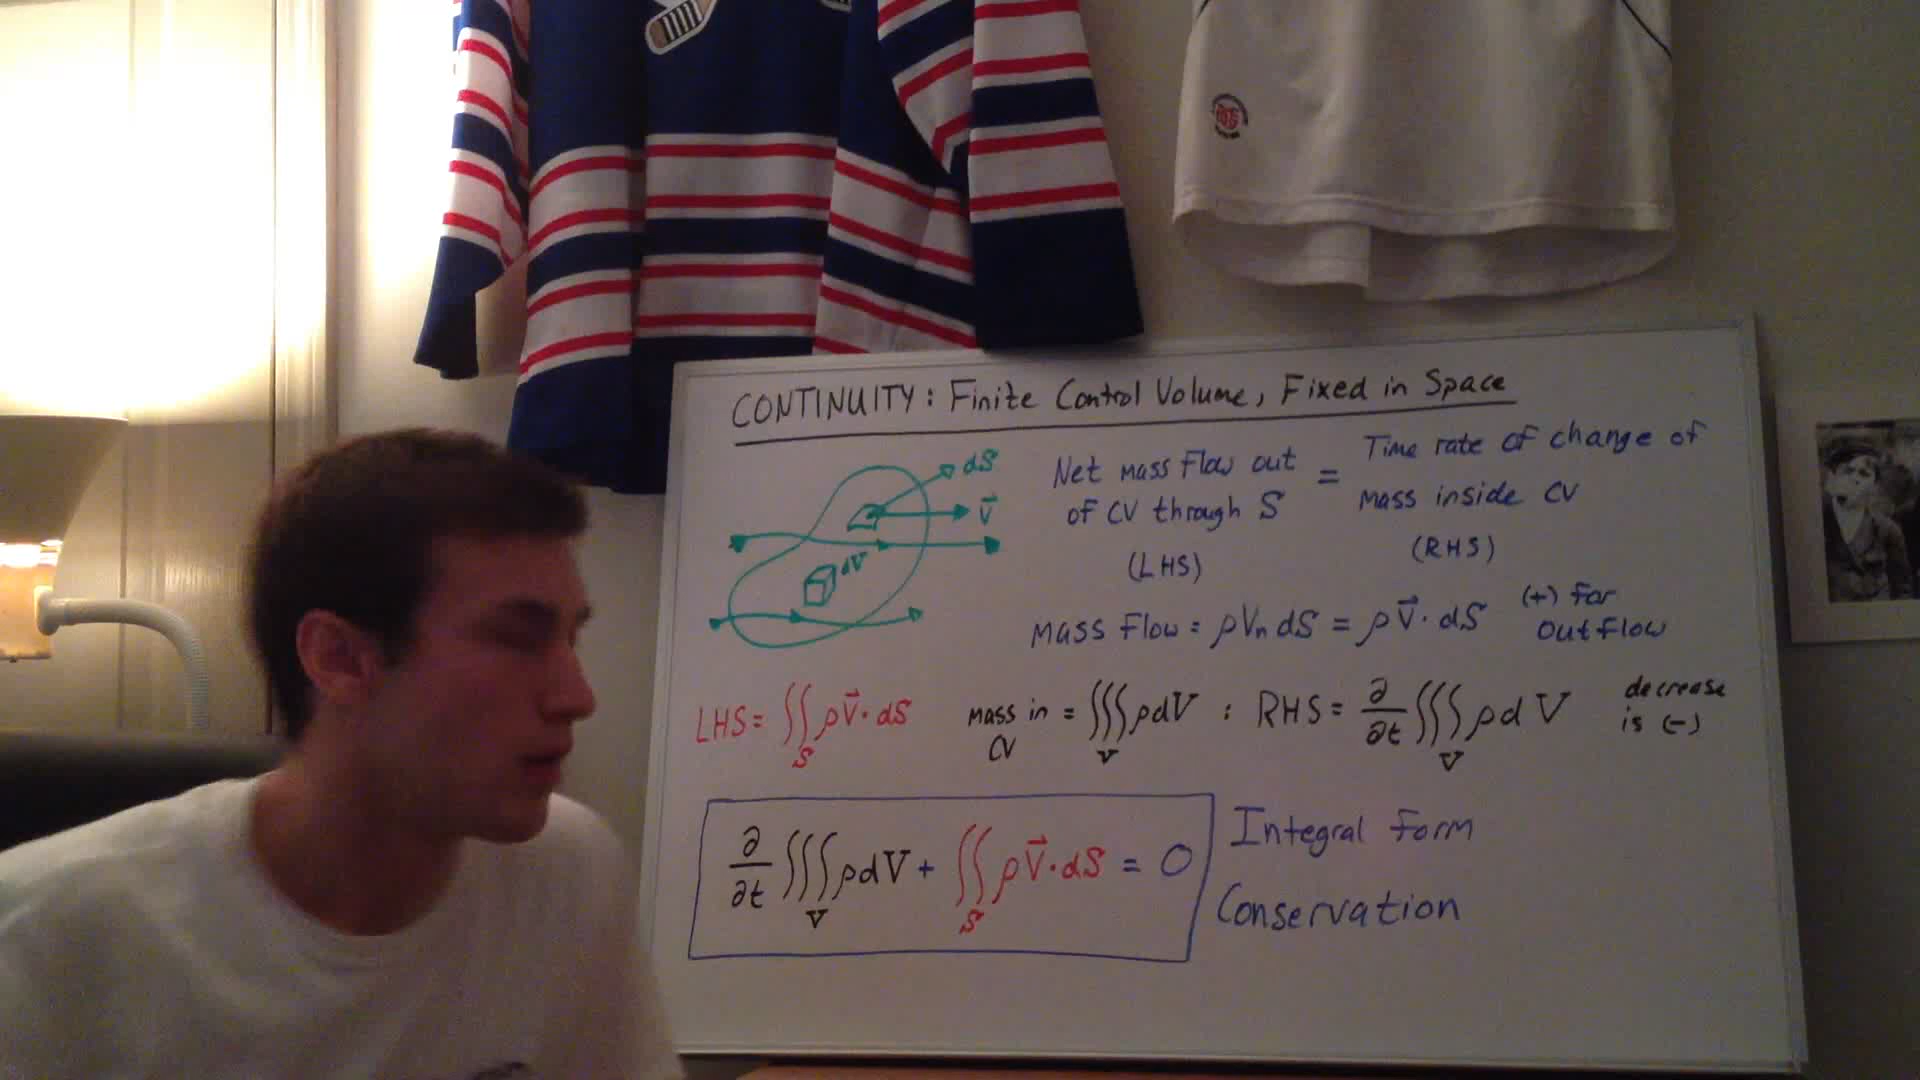 CONTINUITY: Finite Control Volume, Fixed in Space
dS
V⃗
dV
Net mass flow out
of CV through S
(LHS)
=
Time rate of change of
mass inside CV
(RHS)
Mass Flow = ρVₙ dS = ρV⃗·dS (+) for
outflow
LHS = ∬ ρV⃗·dS
S
mass in = ∭ ρdV : RHS = ∂/∂t ∭ ρdV
CV
V
V
decrease
is (-)
∂/∂t ∭ ρdV + ∬ ρV⃗·dS = 0
V
S
Integral Form
Conservation